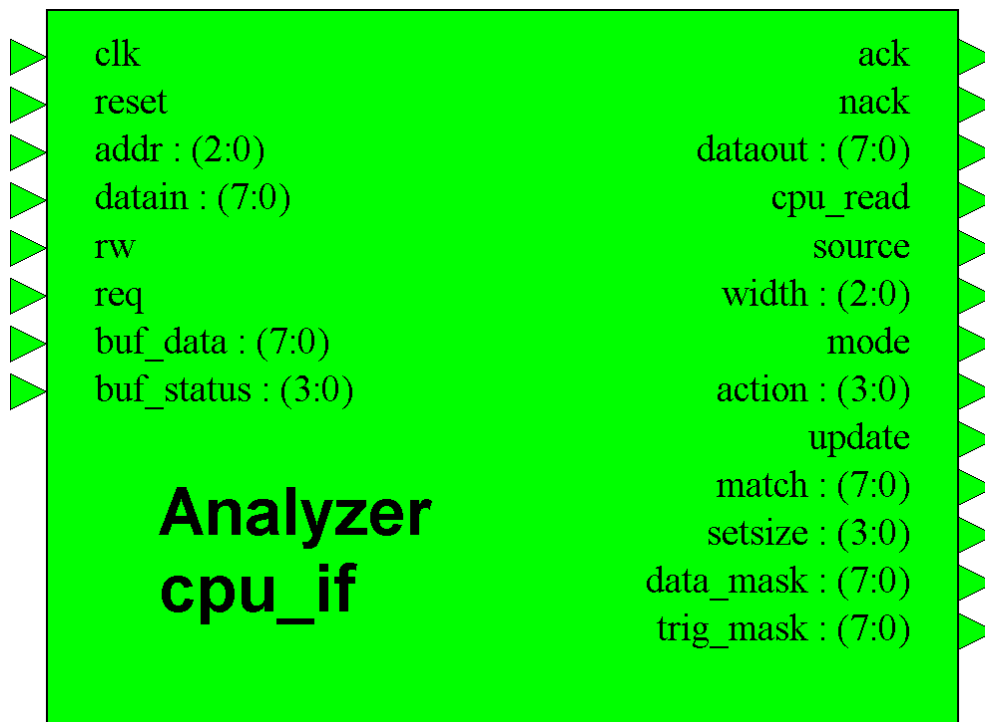 clk
reset
addr : (2:0)
datain : (7:0)
rw
req
buf_data : (7:0)
buf_status : (3:0)
ack
nack
dataout : (7:0)
cpu_read
source
width : (2:0)
mode
action : (3:0)
update
match : (7:0)
setsize : (3:0)
data_mask : (7:0)
trig_mask : (7:0)
Analyzer
cpu_if